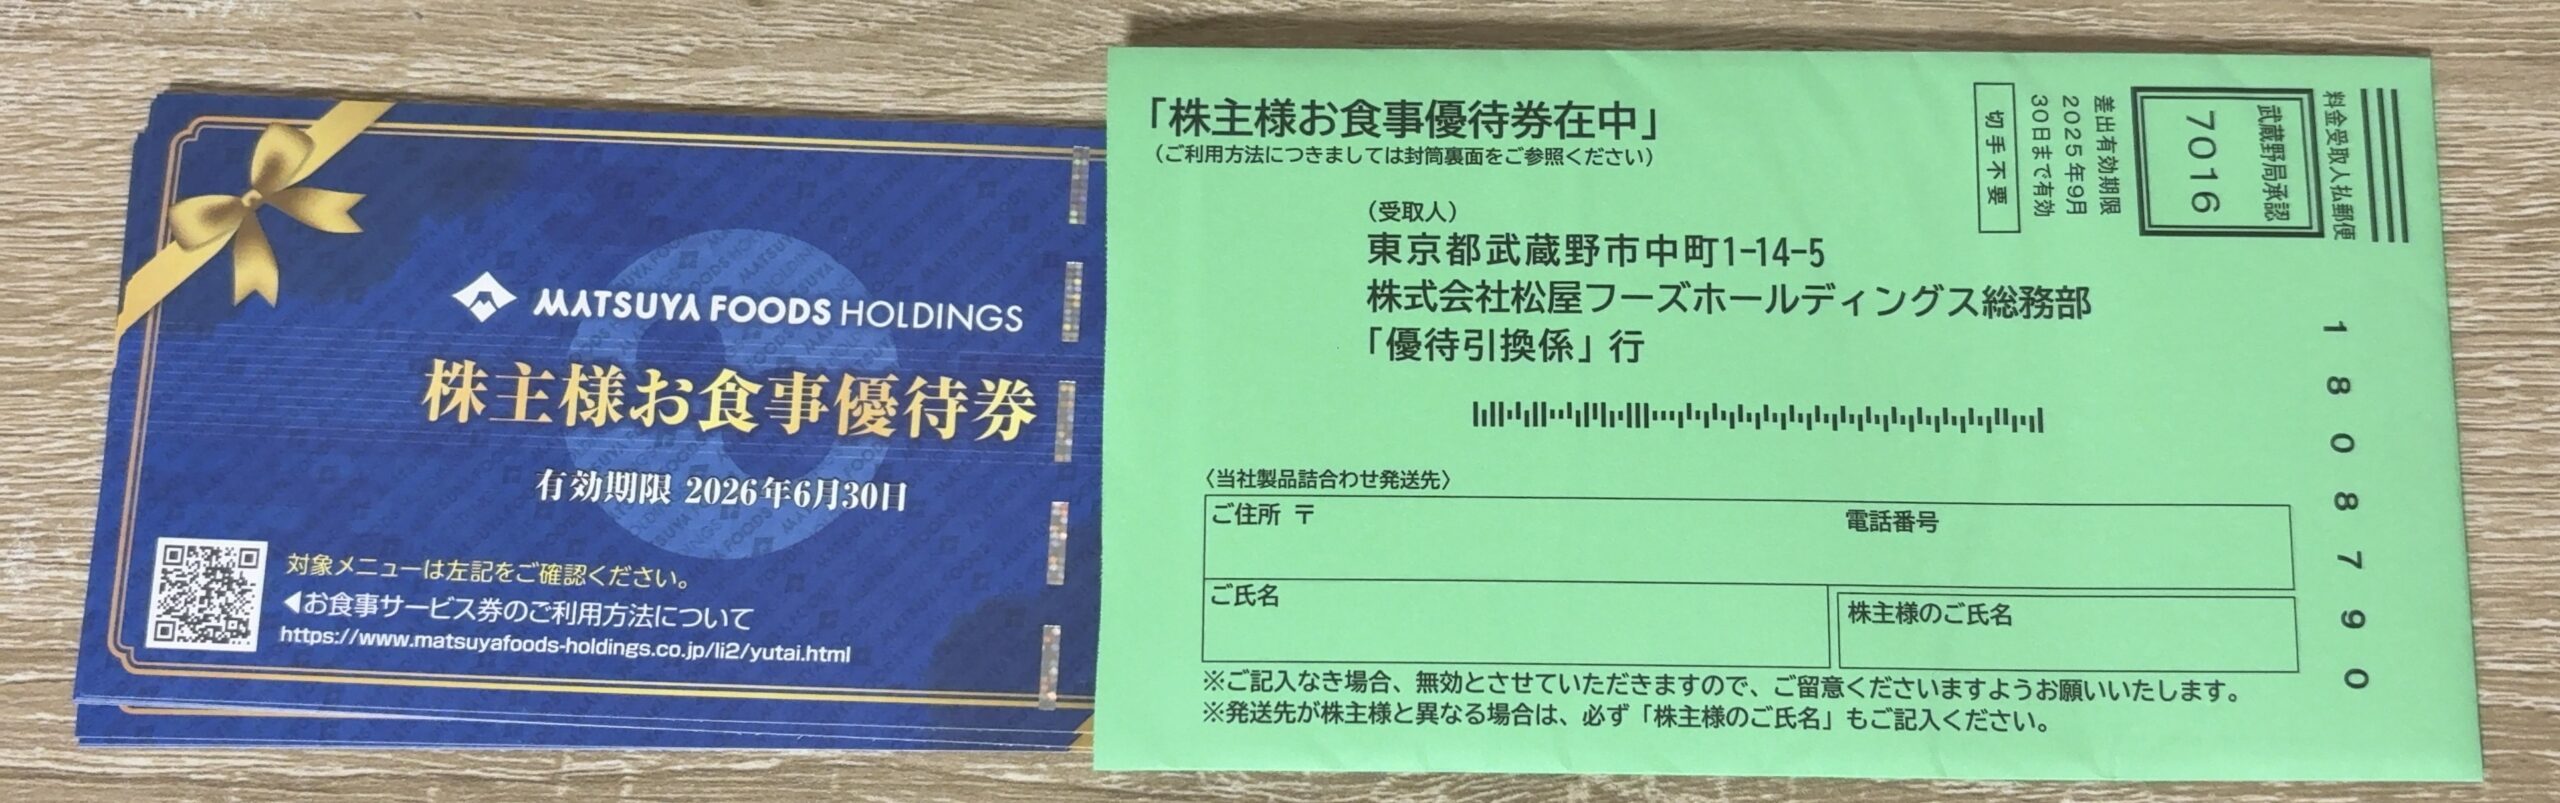 MATSUYA FOODS HOLDINGS
株主様お食事優待券
有効期限 2026年6月30日
対象メニューは左記をご確認ください。
◀お食事サービス券のご利用方法について
https://www.matsuyafoods-holdings.co.jp/li2/yutai.html
「株主様お食事優待券在中」
（ご利用方法につきましては封筒裏面をご参照ください）
料金受取人払郵便
武蔵野局承認
7016
差出有効期限
2025年9月
30日まで有効
切手不要
（受取人）
東京都武蔵野市中町1-14-5
株式会社松屋フーズホールディングス総務部
「優待引換係」行
1808790
〈当社製品詰合わせ発送先〉
ご住所 〒
電話番号
ご氏名
株主様のご氏名
※ご記入なき場合、無効とさせていただきますので、ご留意くださいますようお願いいたします。
※発送先が株主様と異なる場合は、必ず「株主様のご氏名」もご記入ください。